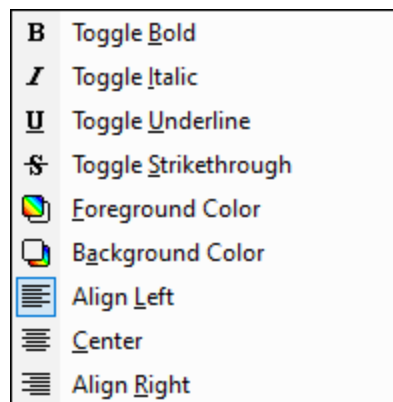 B Toggle Bold
I Toggle Italic
U Toggle Underline
S Toggle Strikethrough
Foreground Color
Background Color
Align Left
Center
Align Right